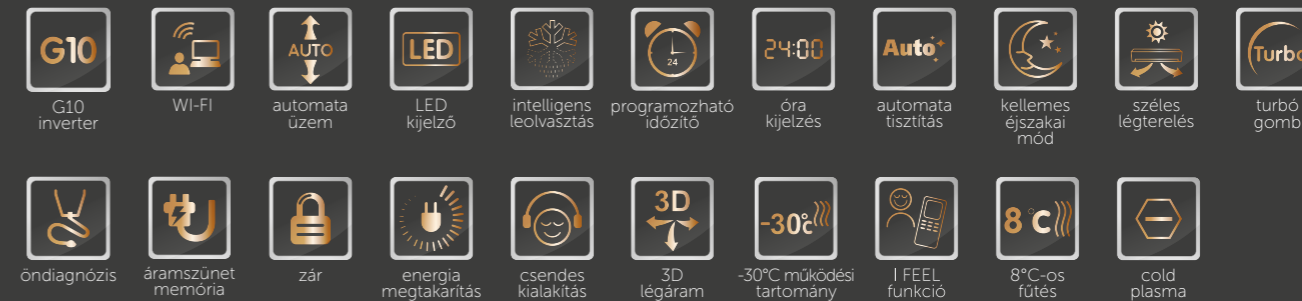 G10
AUTO
LED
24
24:00
Auto
Turbo
G10
inverter
WI-FI
automata
üzem
LED
kijelző
intelligens
leolvasztás
programozható
időzítő
óra
kijelzés
automata
tisztítás
kellemes
éjszakai
mód
széles
légterelés
turbó
gomb
3D
-30°c
8°C
öndiagnózis
áramszünet
memória
zár
energia
megtakarítás
csendes
kialakítás
3D
légáram
-30°C működési
tartomány
I FEEL
funkció
8°C-os
fűtés
cold
plasma